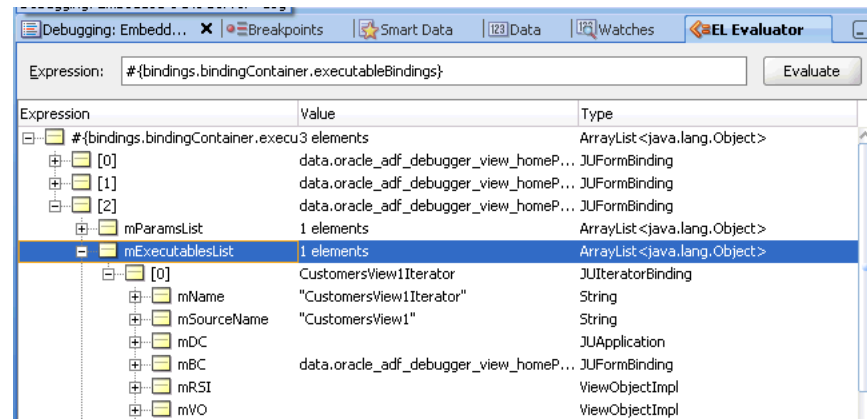 Debugging: Embedd... Breakpoints Smart Data Data Watches EL Evaluator
Expression: #{bindings.bindingContainer.executableBindings} Evaluate
Expression Value Type
#{bindings.bindingContainer.execu 3 elements ArrayList<java.lang.Object>
[0] data.oracle_adf_debugger_view_homeP... JUFormBinding
[1] data.oracle_adf_debugger_view_homeP... JUFormBinding
[2] data.oracle_adf_debugger_view_homeP... JUFormBinding
mParamsList 1 elements ArrayList<java.lang.Object>
mExecutablesList 1 elements ArrayList<java.lang.Object>
[0] CustomersView1Iterator JUIteratorBinding
mName "CustomersView1Iterator" String
mSourceName "CustomersView1" String
mDC JUApplication
mBC data.oracle_adf_debugger_view_homeP... JUFormBinding
mRSI ViewObjectImpl
mVO ViewObjectImpl